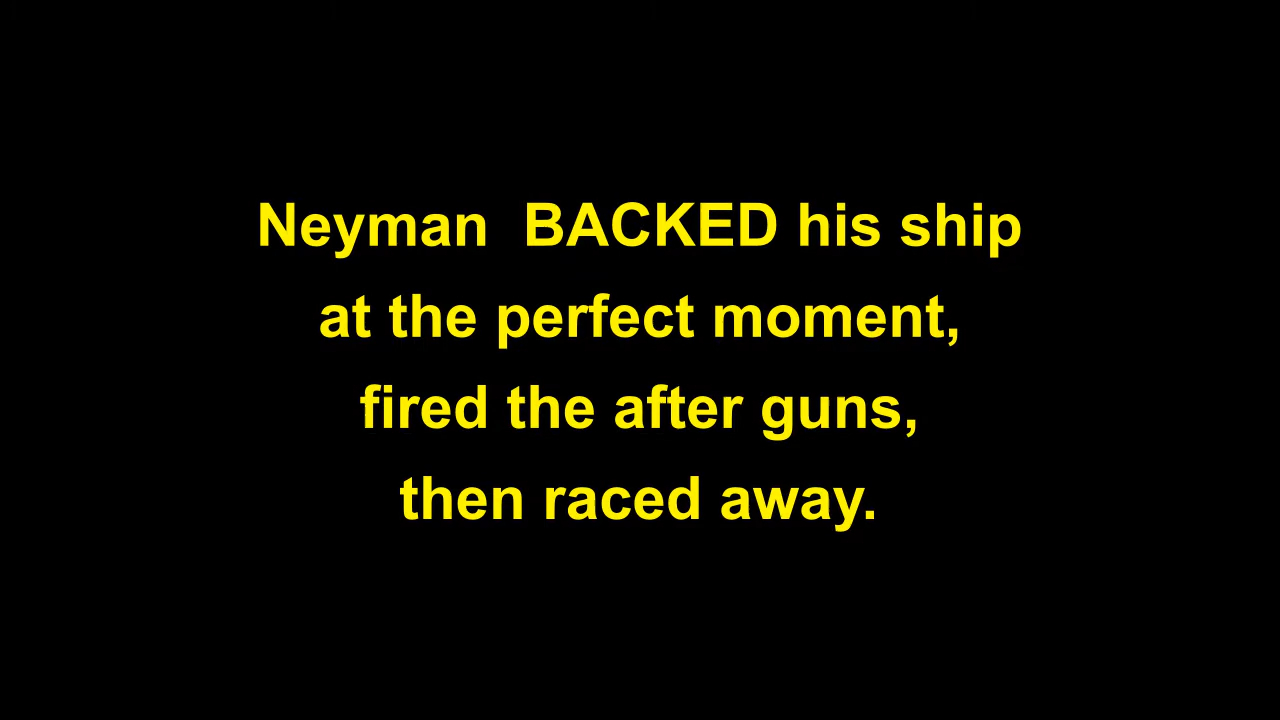 Neyman  BACKED his ship
at the perfect moment,
fired the after guns,
then raced away.